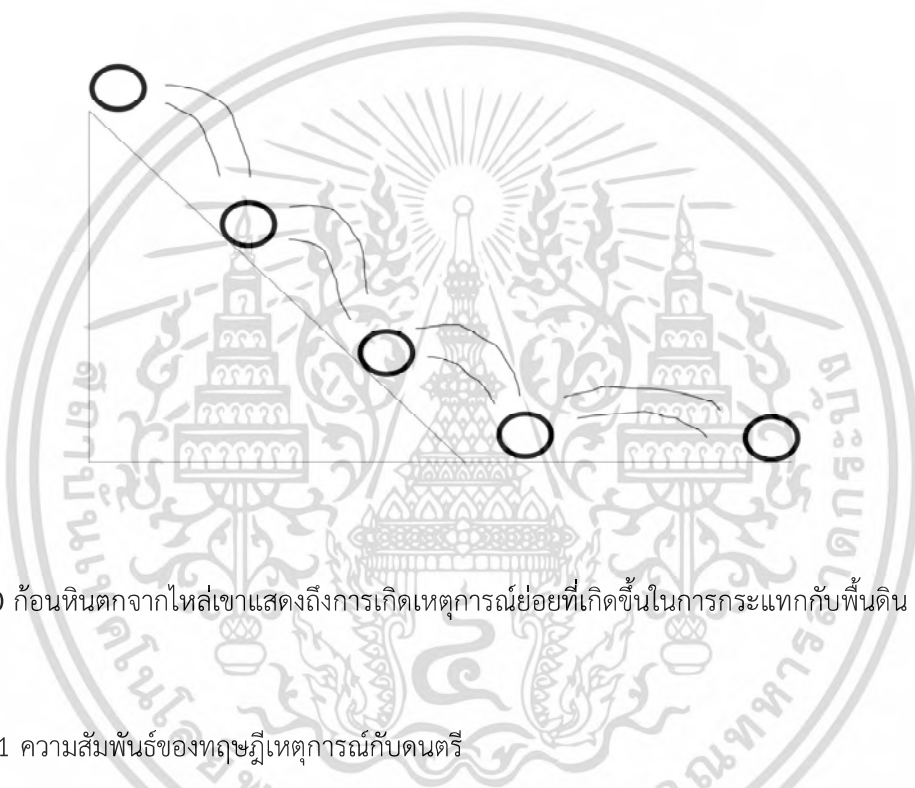 0 ก้อนหินตกจากไหล่เขาแสดงถึงการเกิดเหตุการณ์ย่อยที่เกิดขึ้นในการกระแทกกับพื้นดิน
1 ความสัมพันธ์ของทฤษฎีเหตุการณ์กับดนตรี